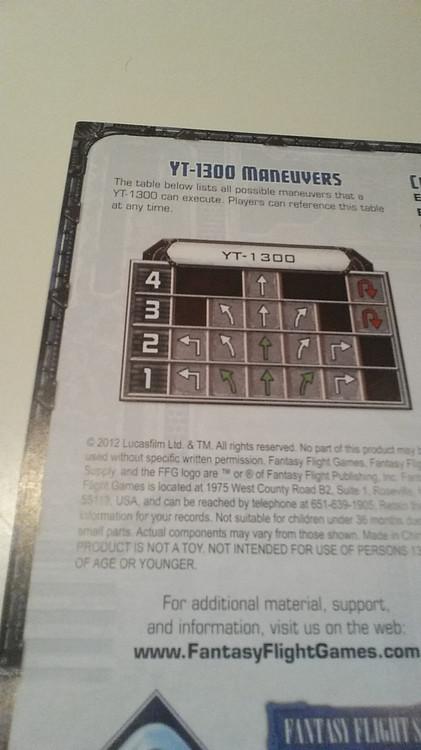 YT-1300 MANEUVERS
The table below lists all possible maneuvers that a
YT-1300 can execute. Players can reference this table
at any time.
YT-1300
4
3
2
1
© 2012 Lucasfilm Ltd. & TM. All rights reserved. No part of this product may
used without specific written permission. Fantasy Flight Games, Fantasy
Supply, and the FFG logo are ™ or ® of Fantasy Flight Publishing, Inc.
Flight Games is located at 1975 West County Road B2, Suite 1, Roseville,
55113, USA, and can be reached by telephone at 651-639-1905. Retain
information for your records. Not suitable for children under 36 months
small parts. Actual components may vary from those shown. Made in
PRODUCT IS NOT A TOY. NOT INTENDED FOR USE OF PERSONS 13
OF AGE OR YOUNGER.
For additional material, support,
and information, visit us on the web:
www.FantasyFlightGames.com
FANTASY FLIGHT